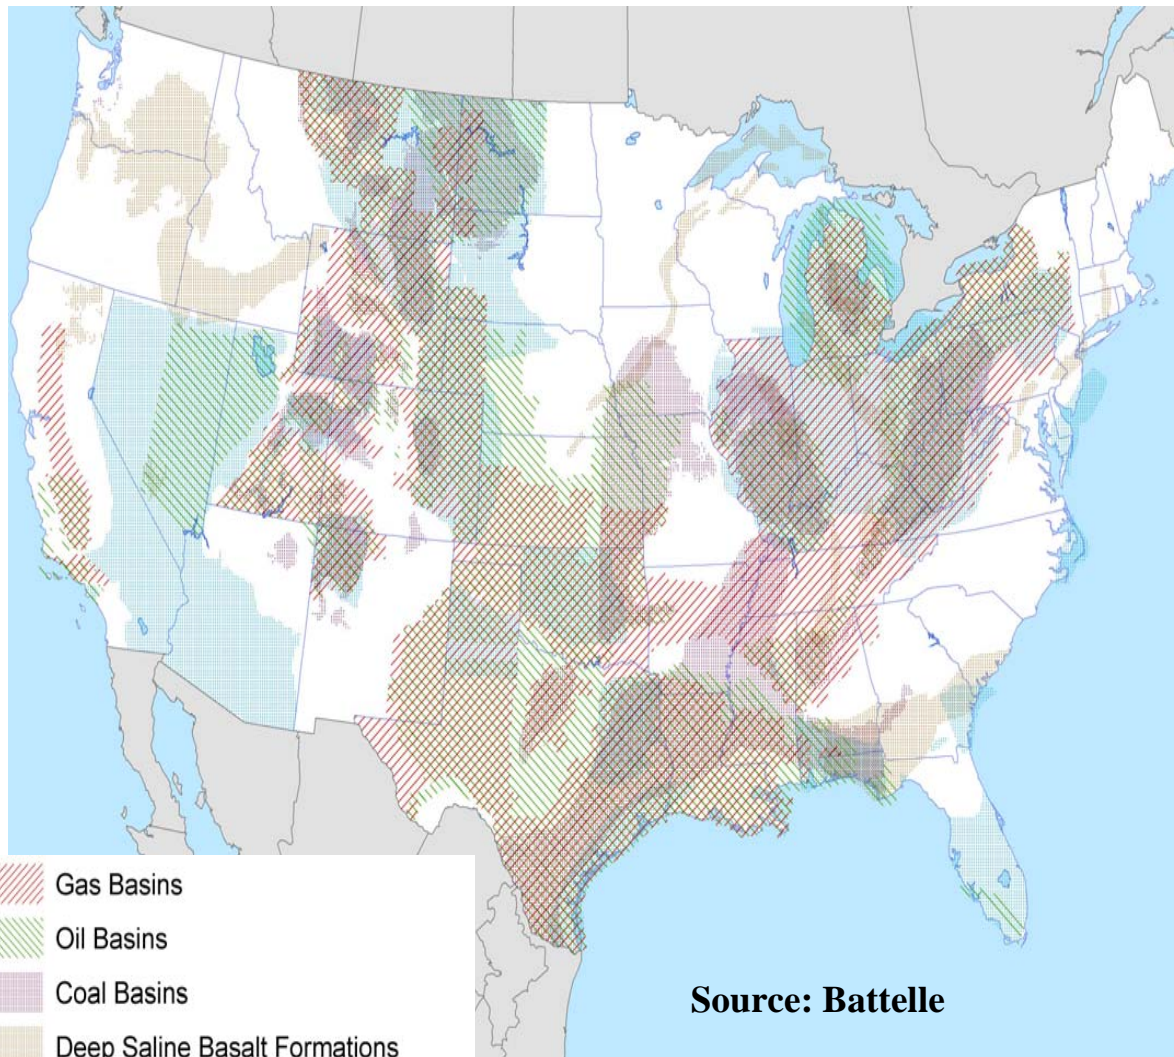 Gas Basins
Oil Basins
Coal Basins
Source: Battelle
Deep Saline Basalt Formations